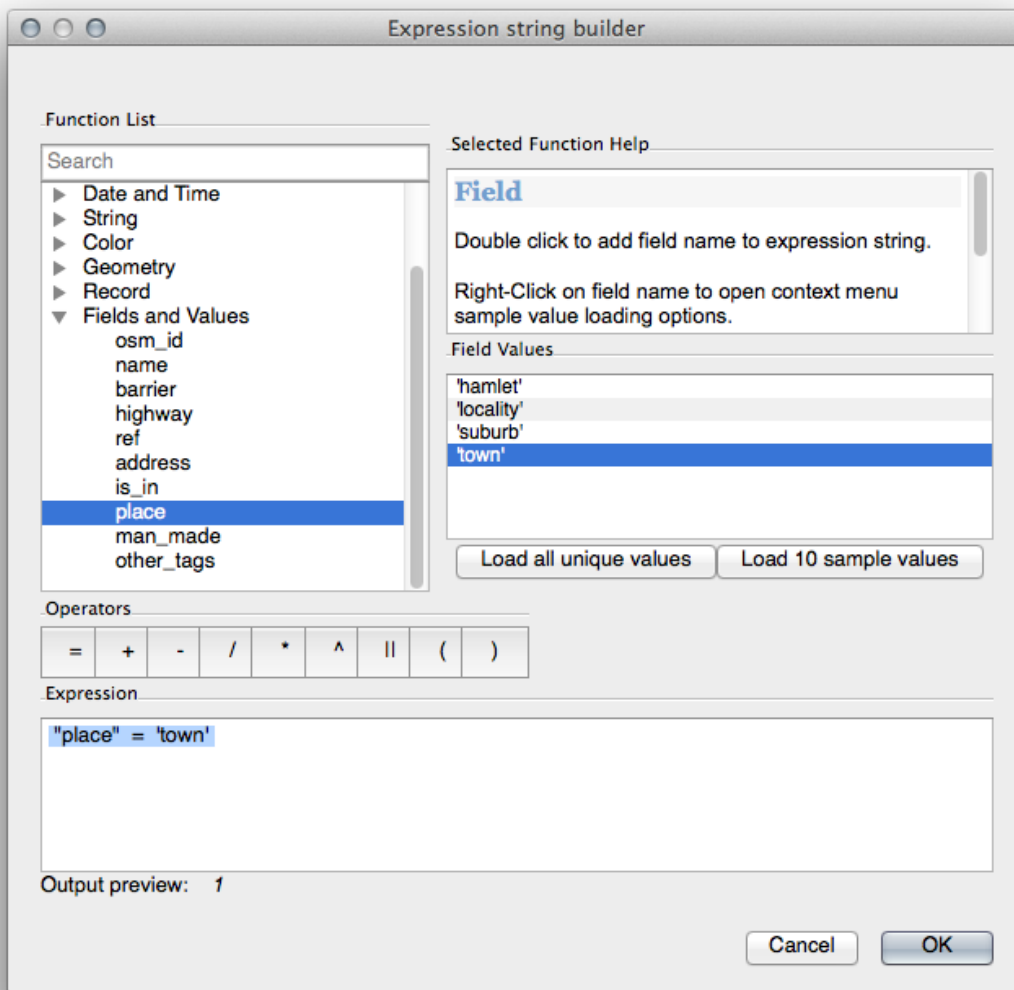 Expression string builder
Function List
Search
Date and Time
String
Color
Geometry
Record
Fields and Values
osm_id
name
barrier
highway
ref
address
is_in
place
man_made
other_tags
Selected Function Help
Field
Double click to add field name to expression string.
Right-Click on field name to open context menu
sample value loading options.
Field Values
'hamlet'
'locality'
'suburb'
'town'
Load all unique values Load 10 sample values
Operators
= + - / * ^ || ( )
Expression
"place" = 'town'
Output preview: 1
Cancel OK